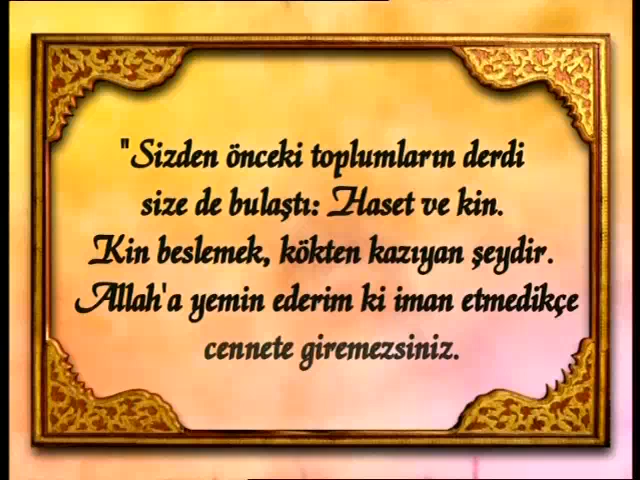 "Sizden önceki toplumların derdi
size de bulaştı: Haset ve kin.
Kin beslemek, kökten kazıyan şeydir.
Allah'a yemin ederim ki iman etmedikçe
cennete giremezsiniz.